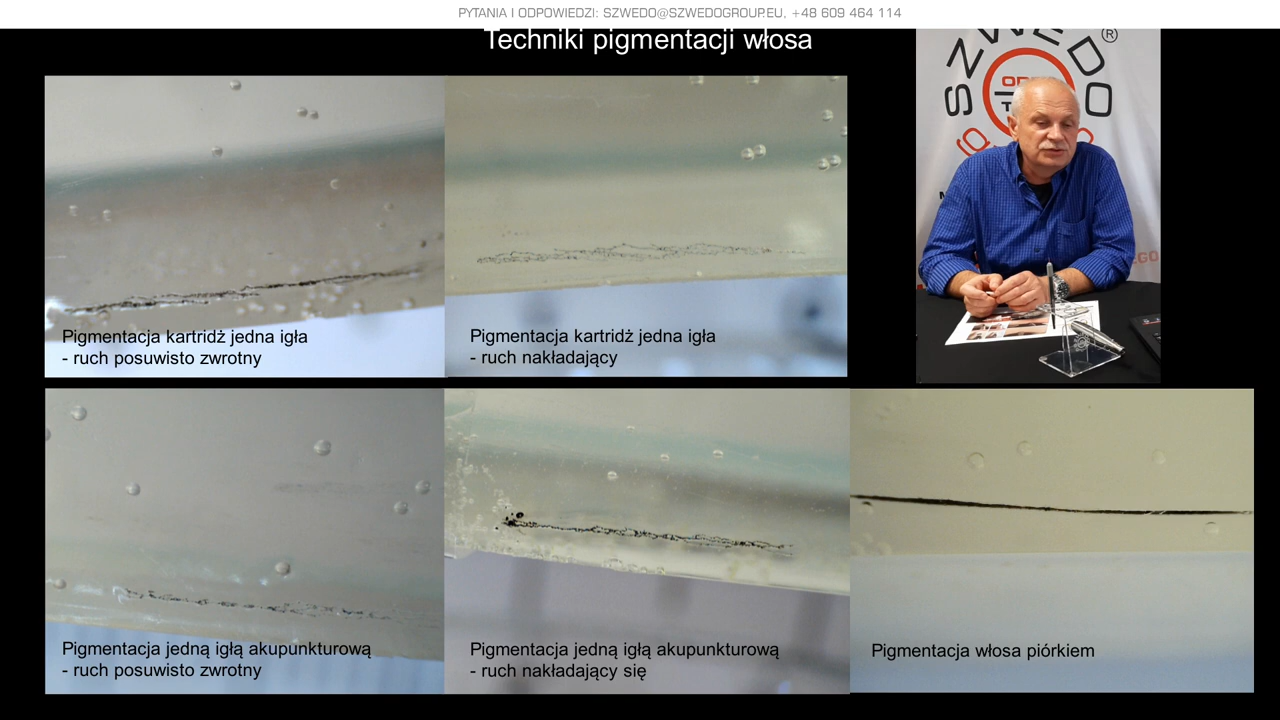 PYTANIA I ODPOWIEDZI: SZWEDO@SZWEDOGROUP.EU, +48 609 464 114
Techniki pigmentacji włosa
SZWEDO®
Pigmentacja kartridż jedna igła
- ruch posuwisto zwrotny
Pigmentacja kartridż jedna igła
- ruch nakładający
Pigmentacja jedną igłą akupunkturową
- ruch posuwisto zwrotny
Pigmentacja jedną igłą akupunkturową
- ruch nakładający się
Pigmentacja włosa piórkiem